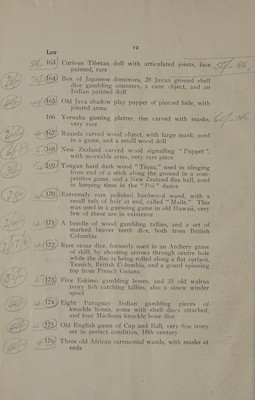 12
Lot
163 Curious Tibetan doll with articulated joints, face
painted, rare
164 Box of Japanese dominoes, 28 Javan ground shell
dice gambling counters, a cane object, and an
Indian painted doll
165 Old Java shadow play puppet of pierced hide, with
jointed arms
166 Yoruaba gaming platter, rim carved with masks,
very rare
167 Ruanda carved wood object, with large mask used
in a game, and a small wood doll
168 New Zealand carved wood signalling "Puppet",
with movable arms, very rare piece
169 Tongan hard dark wood "Tiqua," used in slinging
from end of a stick along the ground in a com-
petitive game, and a New Zealand flax ball, used
in keeping time in the "Poi" dance
170 Extremely rare polished hardwood wand, with a
small tuft of hair at end, called "Maile." This
was used in a guessing game in old Hawaii, very
few of these are in existence
171 A bundle of wood gambling tallies, and a set of
marked beaver teeth dice, both from British
Columbia
172 Rare stone disc, formerly used in an Archery game
of skill, by shooting arrows through centre hole
while the disc is being rolled along a flat surface,
British Columbia, and a gourd spinning
top from French Guiana
173 Five Eskimo gambling bones, and 35 old walrus
ivory fish catching tallies, also a sinew winder
speed
174 Eight Paraguay Indian gambling pieces of
knuckle bones, some with small discs attached,
and four Mashona knuckle bone dice
175 Old English game of Cup and Ball, very fine ivory
set in perfect condition, 18th century
176 Three old African ceremonial wands, with masks at
ends